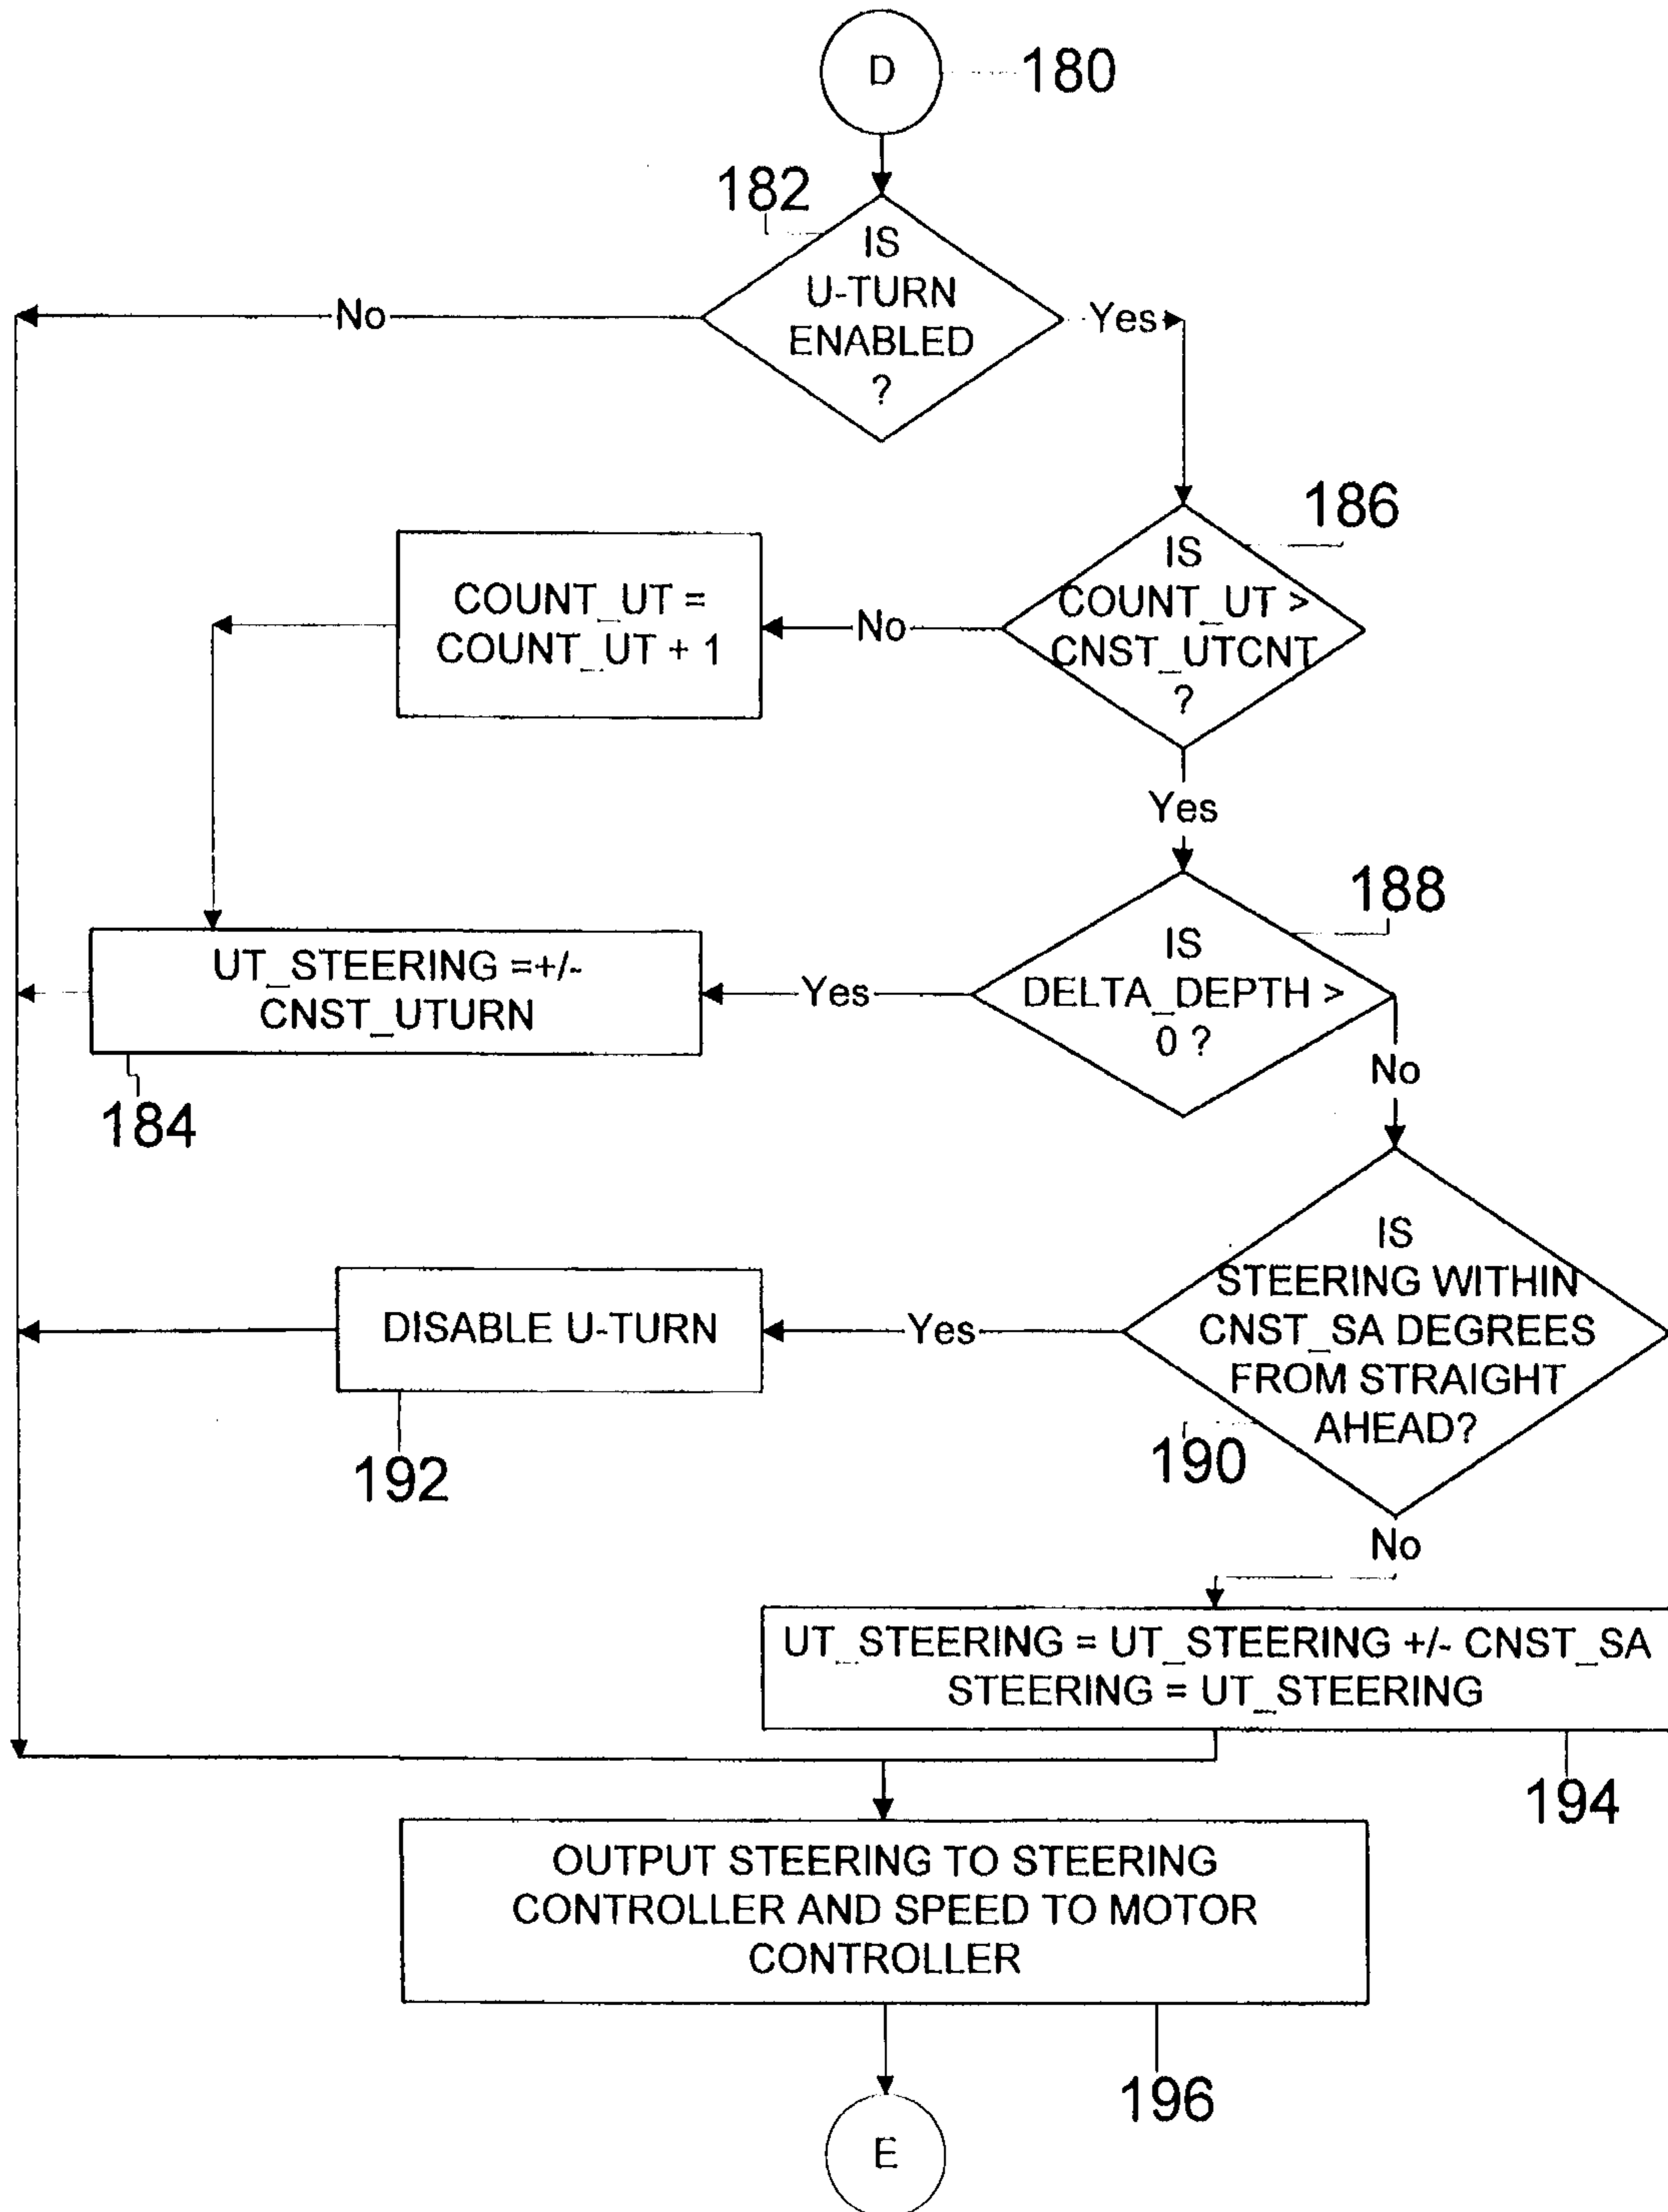 D
180
182
IS
U-TURN
ENABLED
?
No
Yes
186
IS
COUNT_UT >
CNST_UTCNT
?
No
COUNT_UT =
COUNT_UT + 1
Yes
188
IS
DELTA_DEPTH >
0 ?
Yes
UT_STEERING =+/-
CNST_UTURN
184
No
IS
STEERING WITHIN
CNST_SA DEGREES
FROM STRAIGHT
AHEAD?
190
Yes
DISABLE U-TURN
192
No
UT_STEERING = UT_STEERING +/- CNST_SA
STEERING = UT_STEERING
194
OUTPUT STEERING TO STEERING
CONTROLLER AND SPEED TO MOTOR
CONTROLLER
196
E